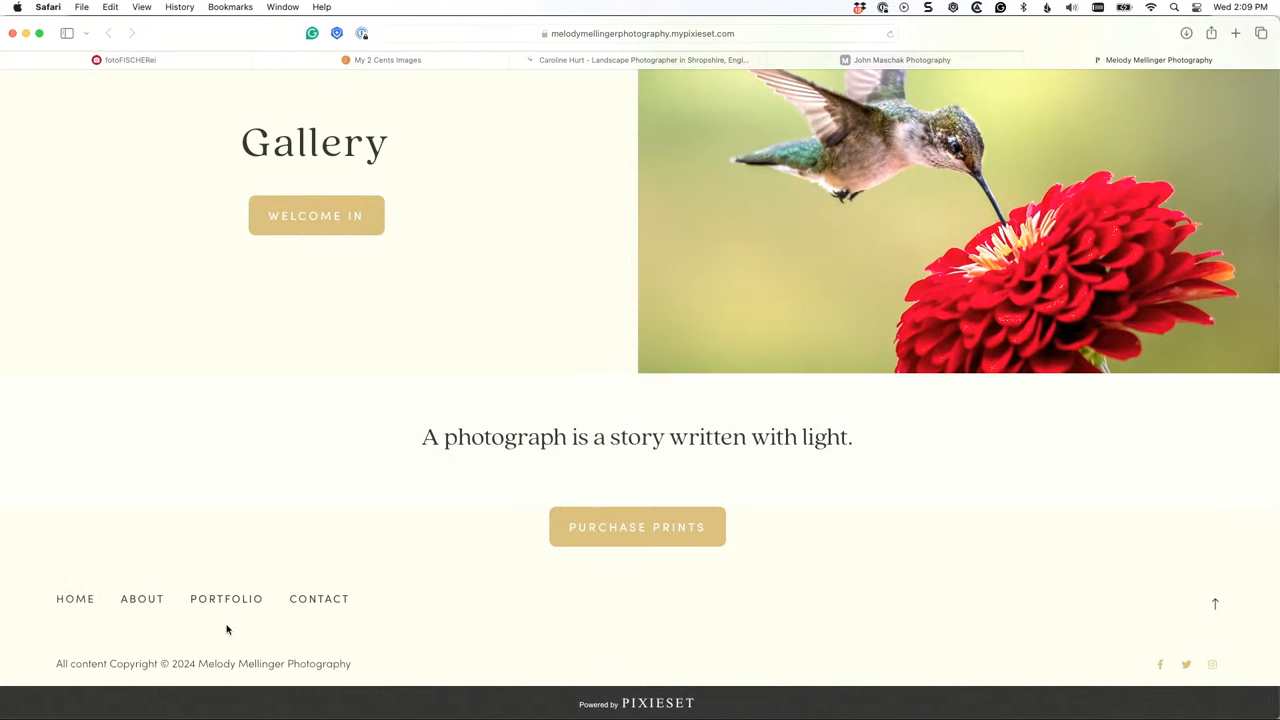 Safari File Edit View History Bookmarks Window Help Wed 2:09 PM
melodymellingerphotography.mypixieset.com
fotoFISCHERei My 2 Cents Images Caroline Hurt - Landscape Photographer in Shropshire, Engl... M John Maschak Photography P Melody Mellinger Photography
Gallery
WELCOME IN
A photograph is a story written with light.
PURCHASE PRINTS
HOME ABOUT PORTFOLIO CONTACT
All content Copyright © 2024 Melody Mellinger Photography
Powered by PIXIESET